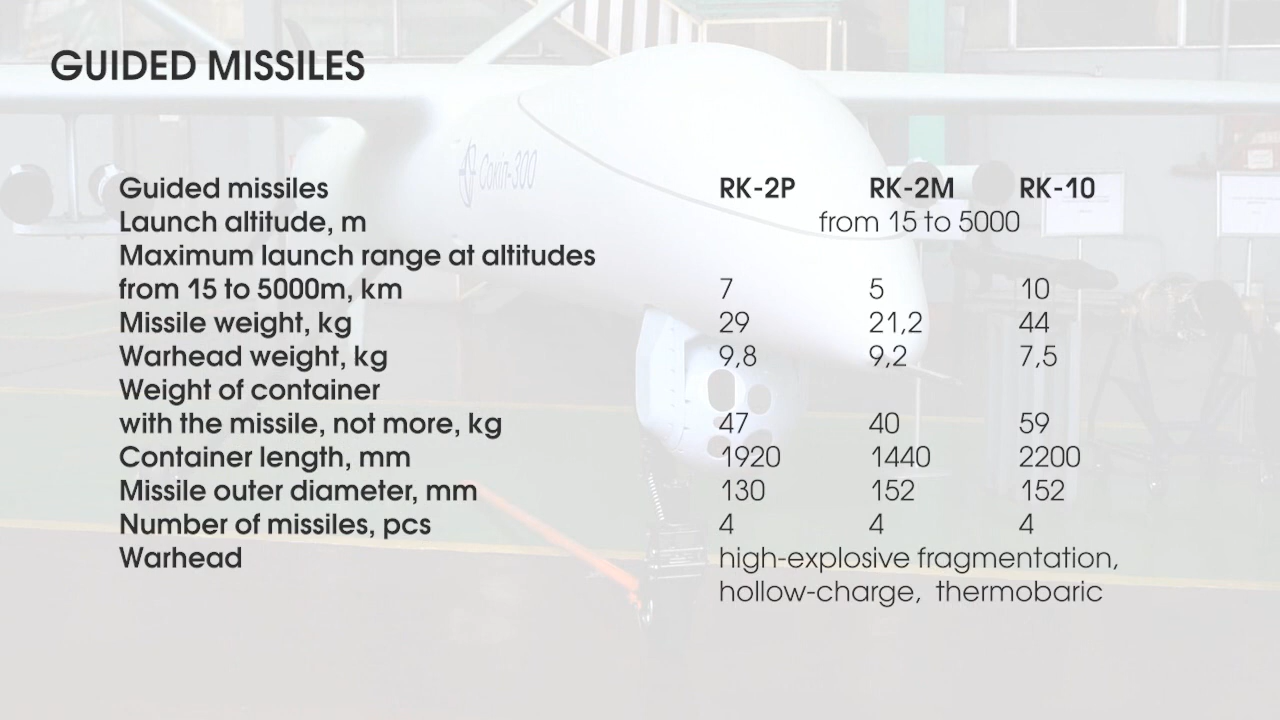 GUIDED MISSILES
Сокіл-300
Guided missiles RK-2P RK-2M RK-10
Launch altitude, m from 15 to 5000
Maximum launch range at altitudes
from 15 to 5000m, km 7 5 10
Missile weight, kg 29 21,2 44
Warhead weight, kg 9,8 9,2 7,5
Weight of container
with the missile, not more, kg 47 40 59
Container length, mm 1920 1440 2200
Missile outer diameter, mm 130 152 152
Number of missiles, pcs 4 4 4
Warhead high-explosive fragmentation,
hollow-charge, thermobaric